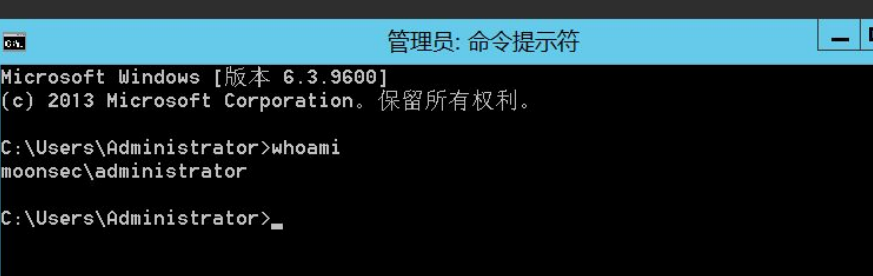 管理员: 命令提示符
Microsoft Windows [版本 6.3.9600]
(c) 2013 Microsoft Corporation。保留所有权利。
C:\Users\Administrator>whoami
moonsec\administrator
C:\Users\Administrator>_